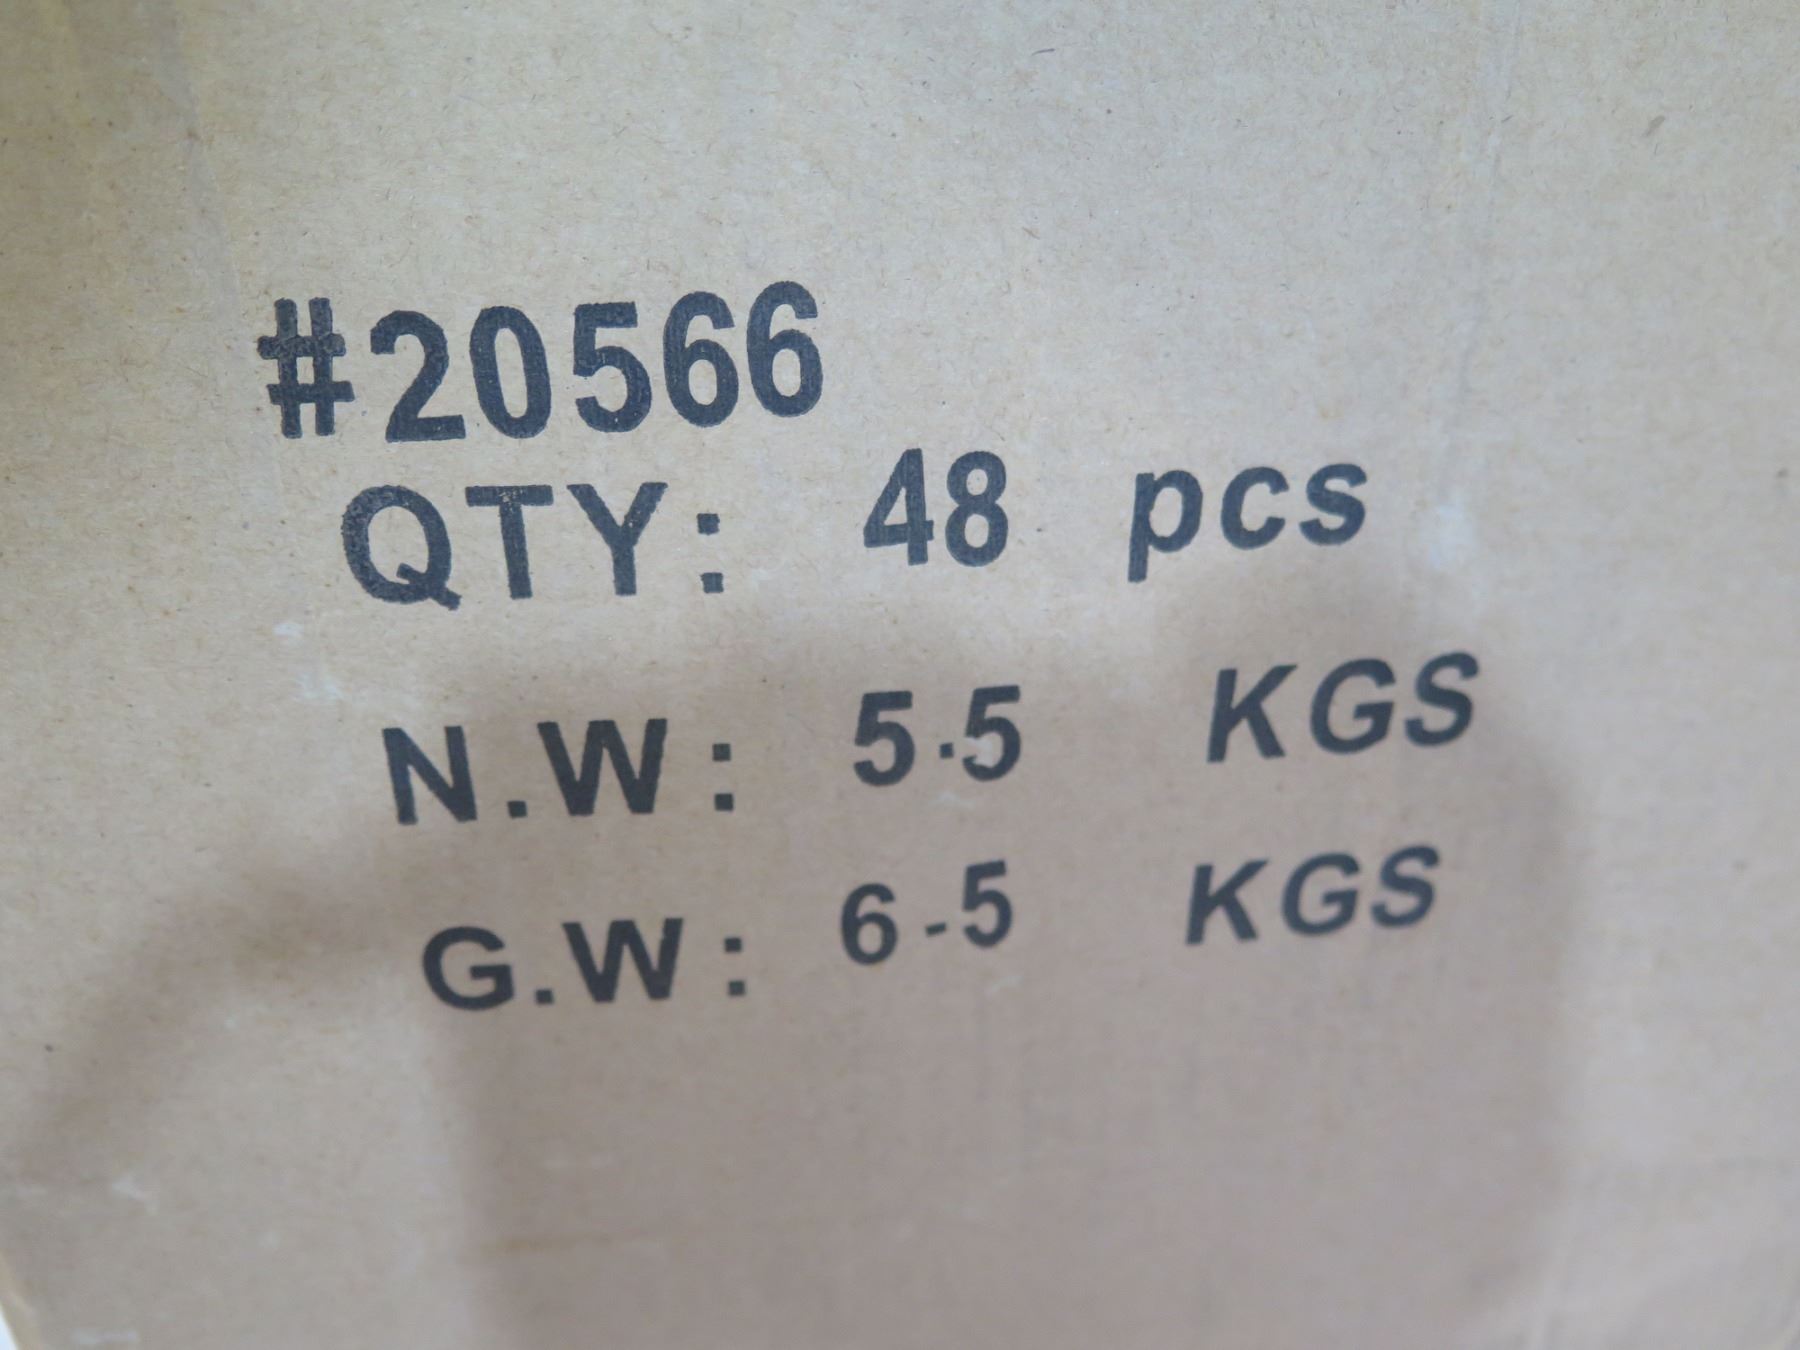 #20566
QTY: 48 pcs
N.W: 5.5 KGS
G.W: 6-5 KGS